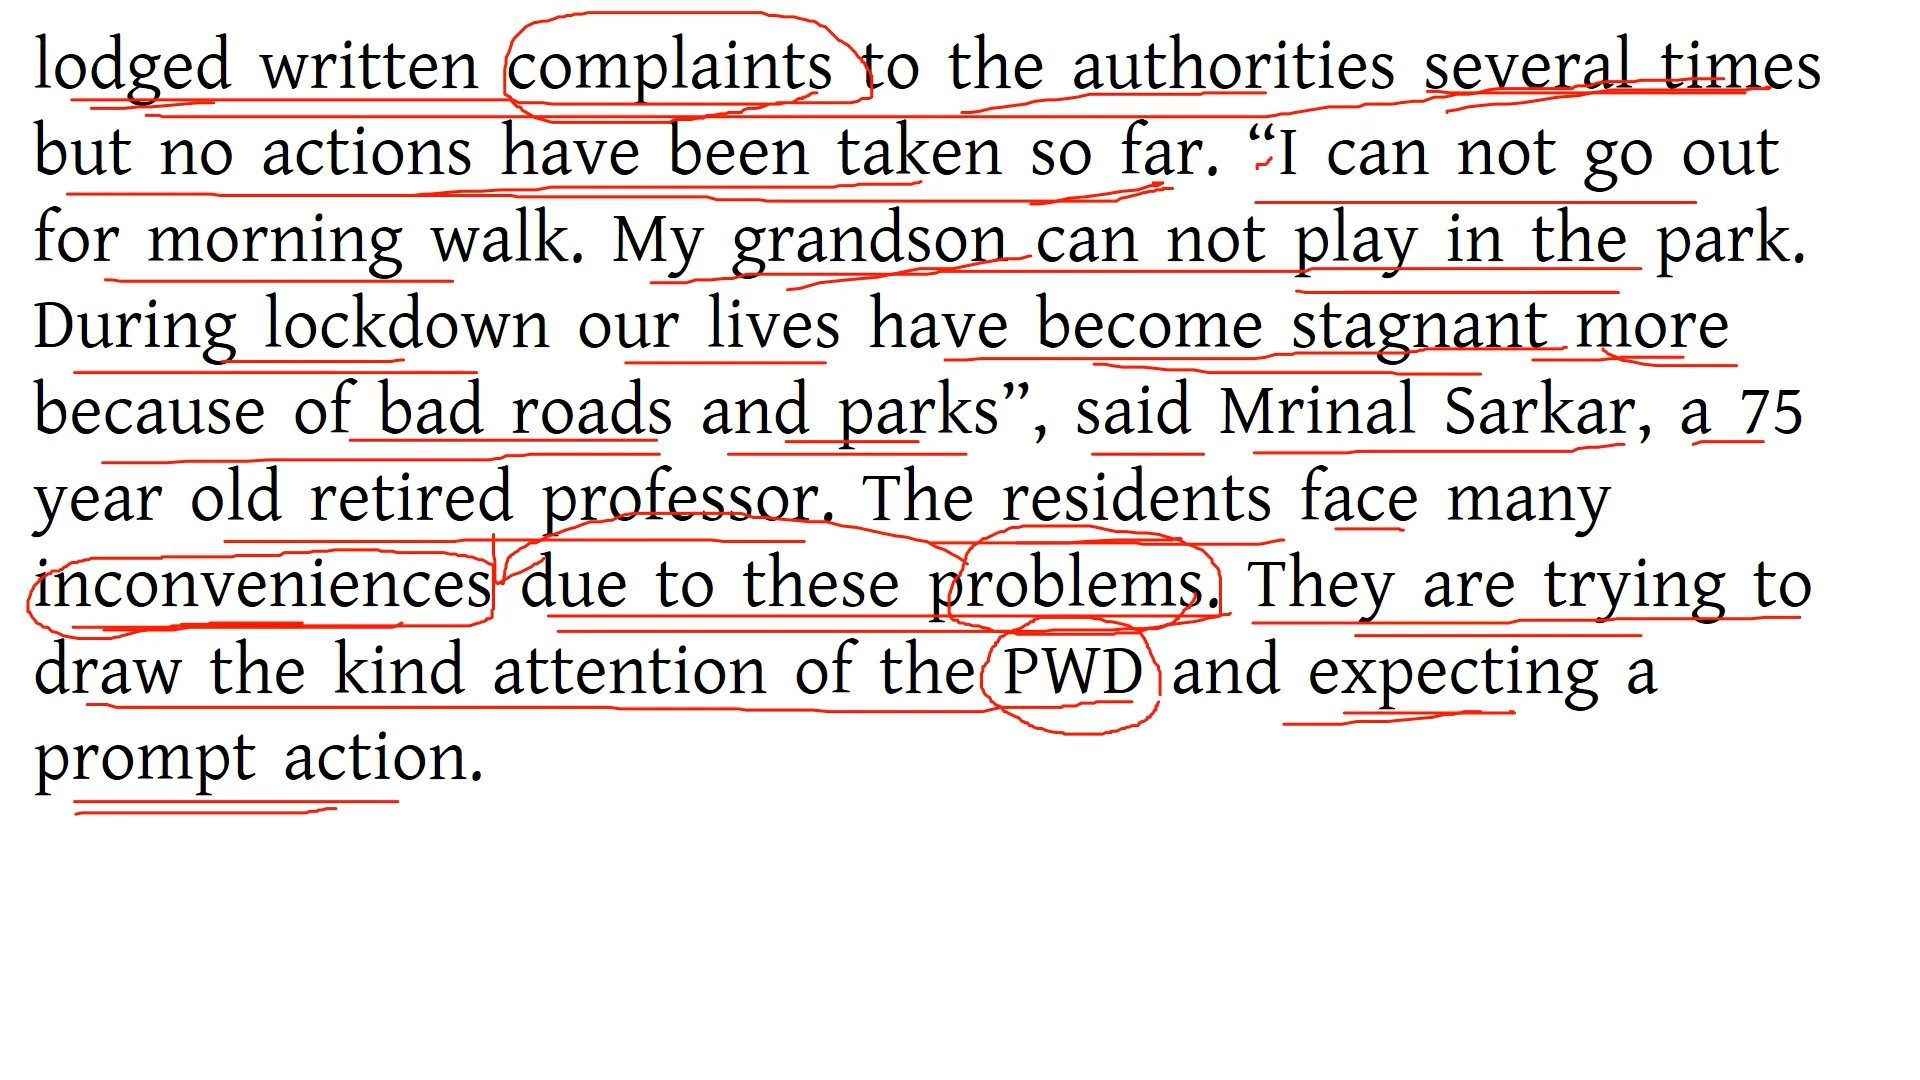 lodged written complaints to the authorities several times
but no actions have been taken so far. “I can not go out
for morning walk. My grandson can not play in the park.
During lockdown our lives have become stagnant more
because of bad roads and parks”, said Mrinal Sarkar, a 75
year old retired professor. The residents face many
inconveniences due to these problems. They are trying to
draw the kind attention of the PWD and expecting a
prompt action.